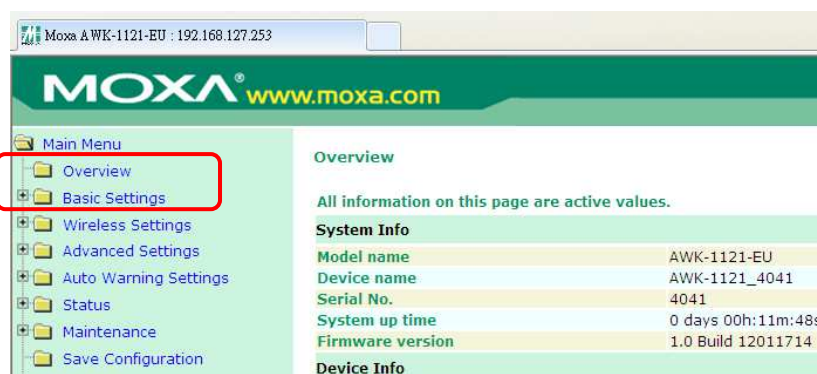 Moxa AWK-1121-EU : 192.168.127.253
MOXA® www.moxa.com
Main Menu
Overview
Basic Settings
Wireless Settings
Advanced Settings
Auto Warning Settings
Status
Maintenance
Save Configuration
Overview
All information on this page are active values.
System Info
Model name AWK-1121-EU
Device name AWK-1121_4041
Serial No. 4041
System up time 0 days 00h:11m:48s
Firmware version 1.0 Build 12011714
Device Info